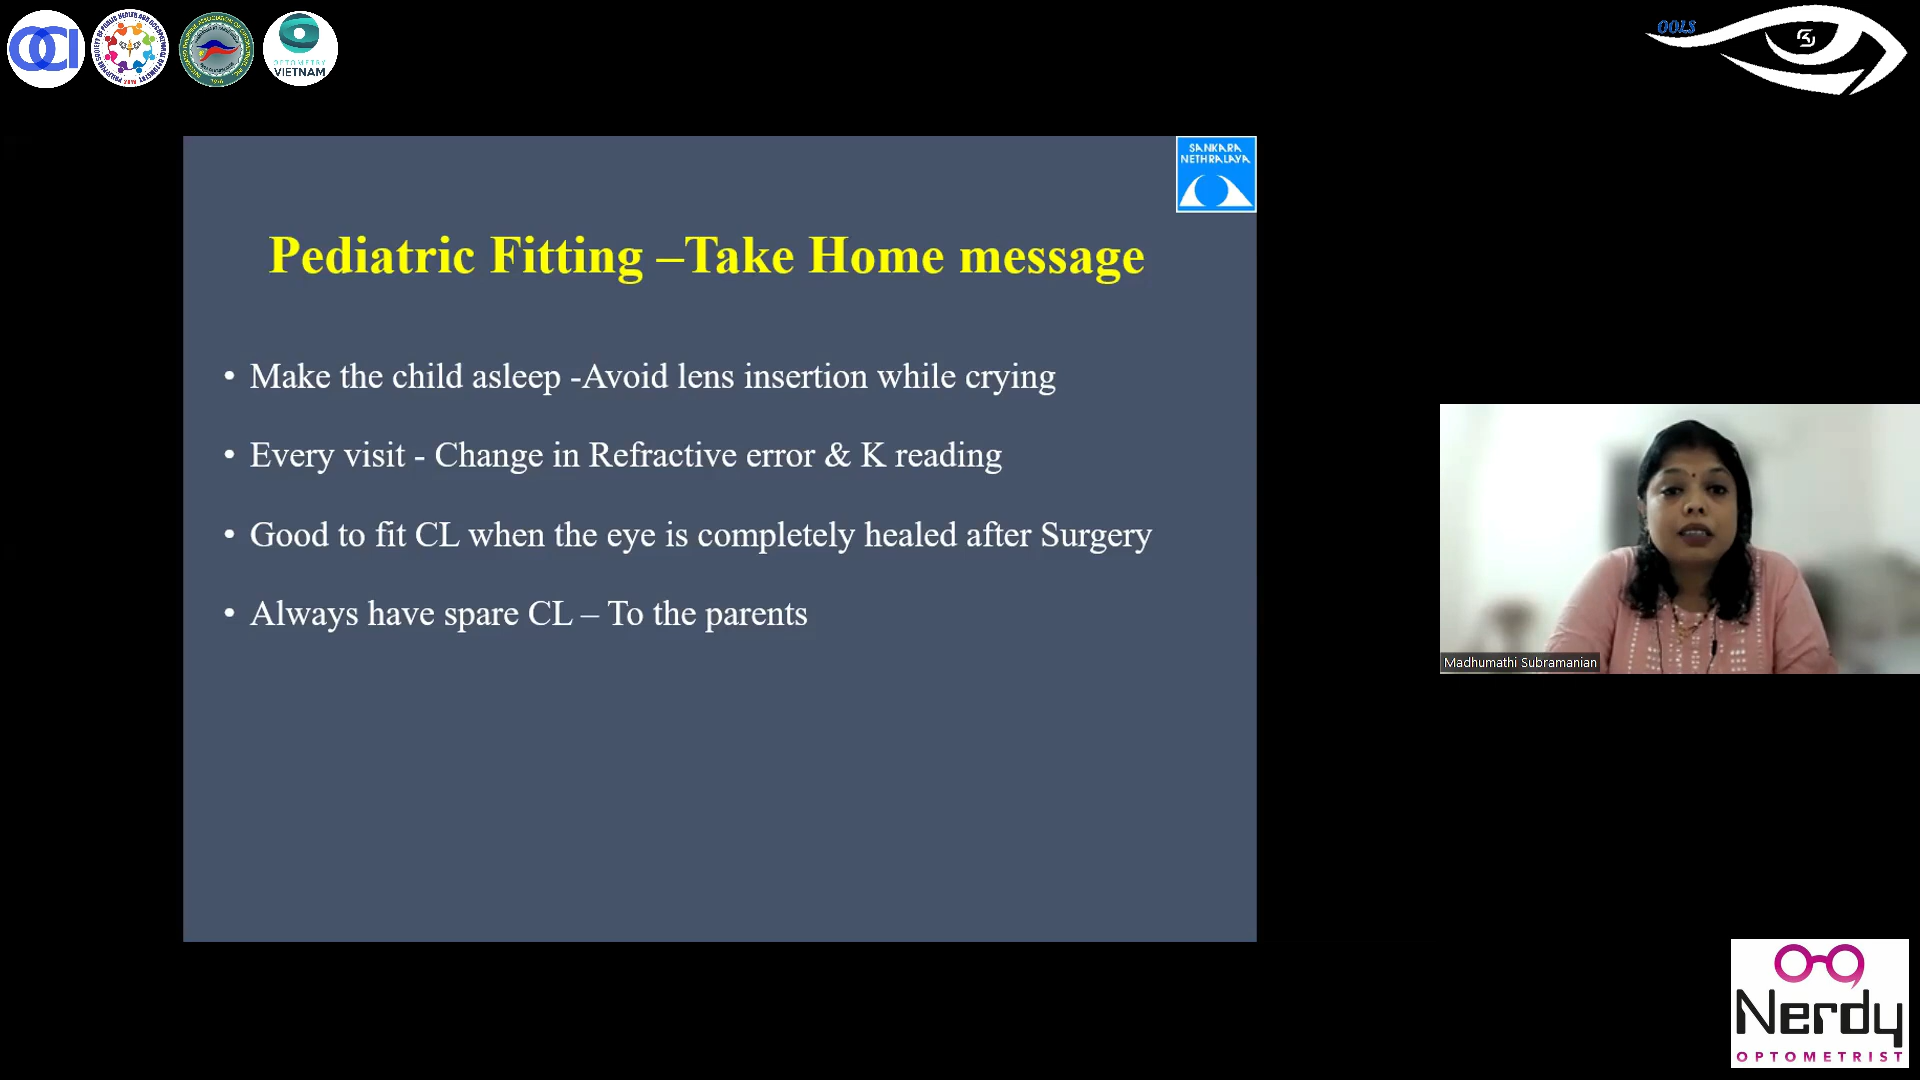 OCI
OPTOMETRY
VIETNAM
OOLS
SANKARA
NETHRALAYA
Pediatric Fitting –Take Home message
• Make the child asleep -Avoid lens insertion while crying
• Every visit - Change in Refractive error & K reading
• Good to fit CL when the eye is completely healed after Surgery
• Always have spare CL – To the parents
Madhumathi Subramanian
Nerdy
OPTOMETRIST